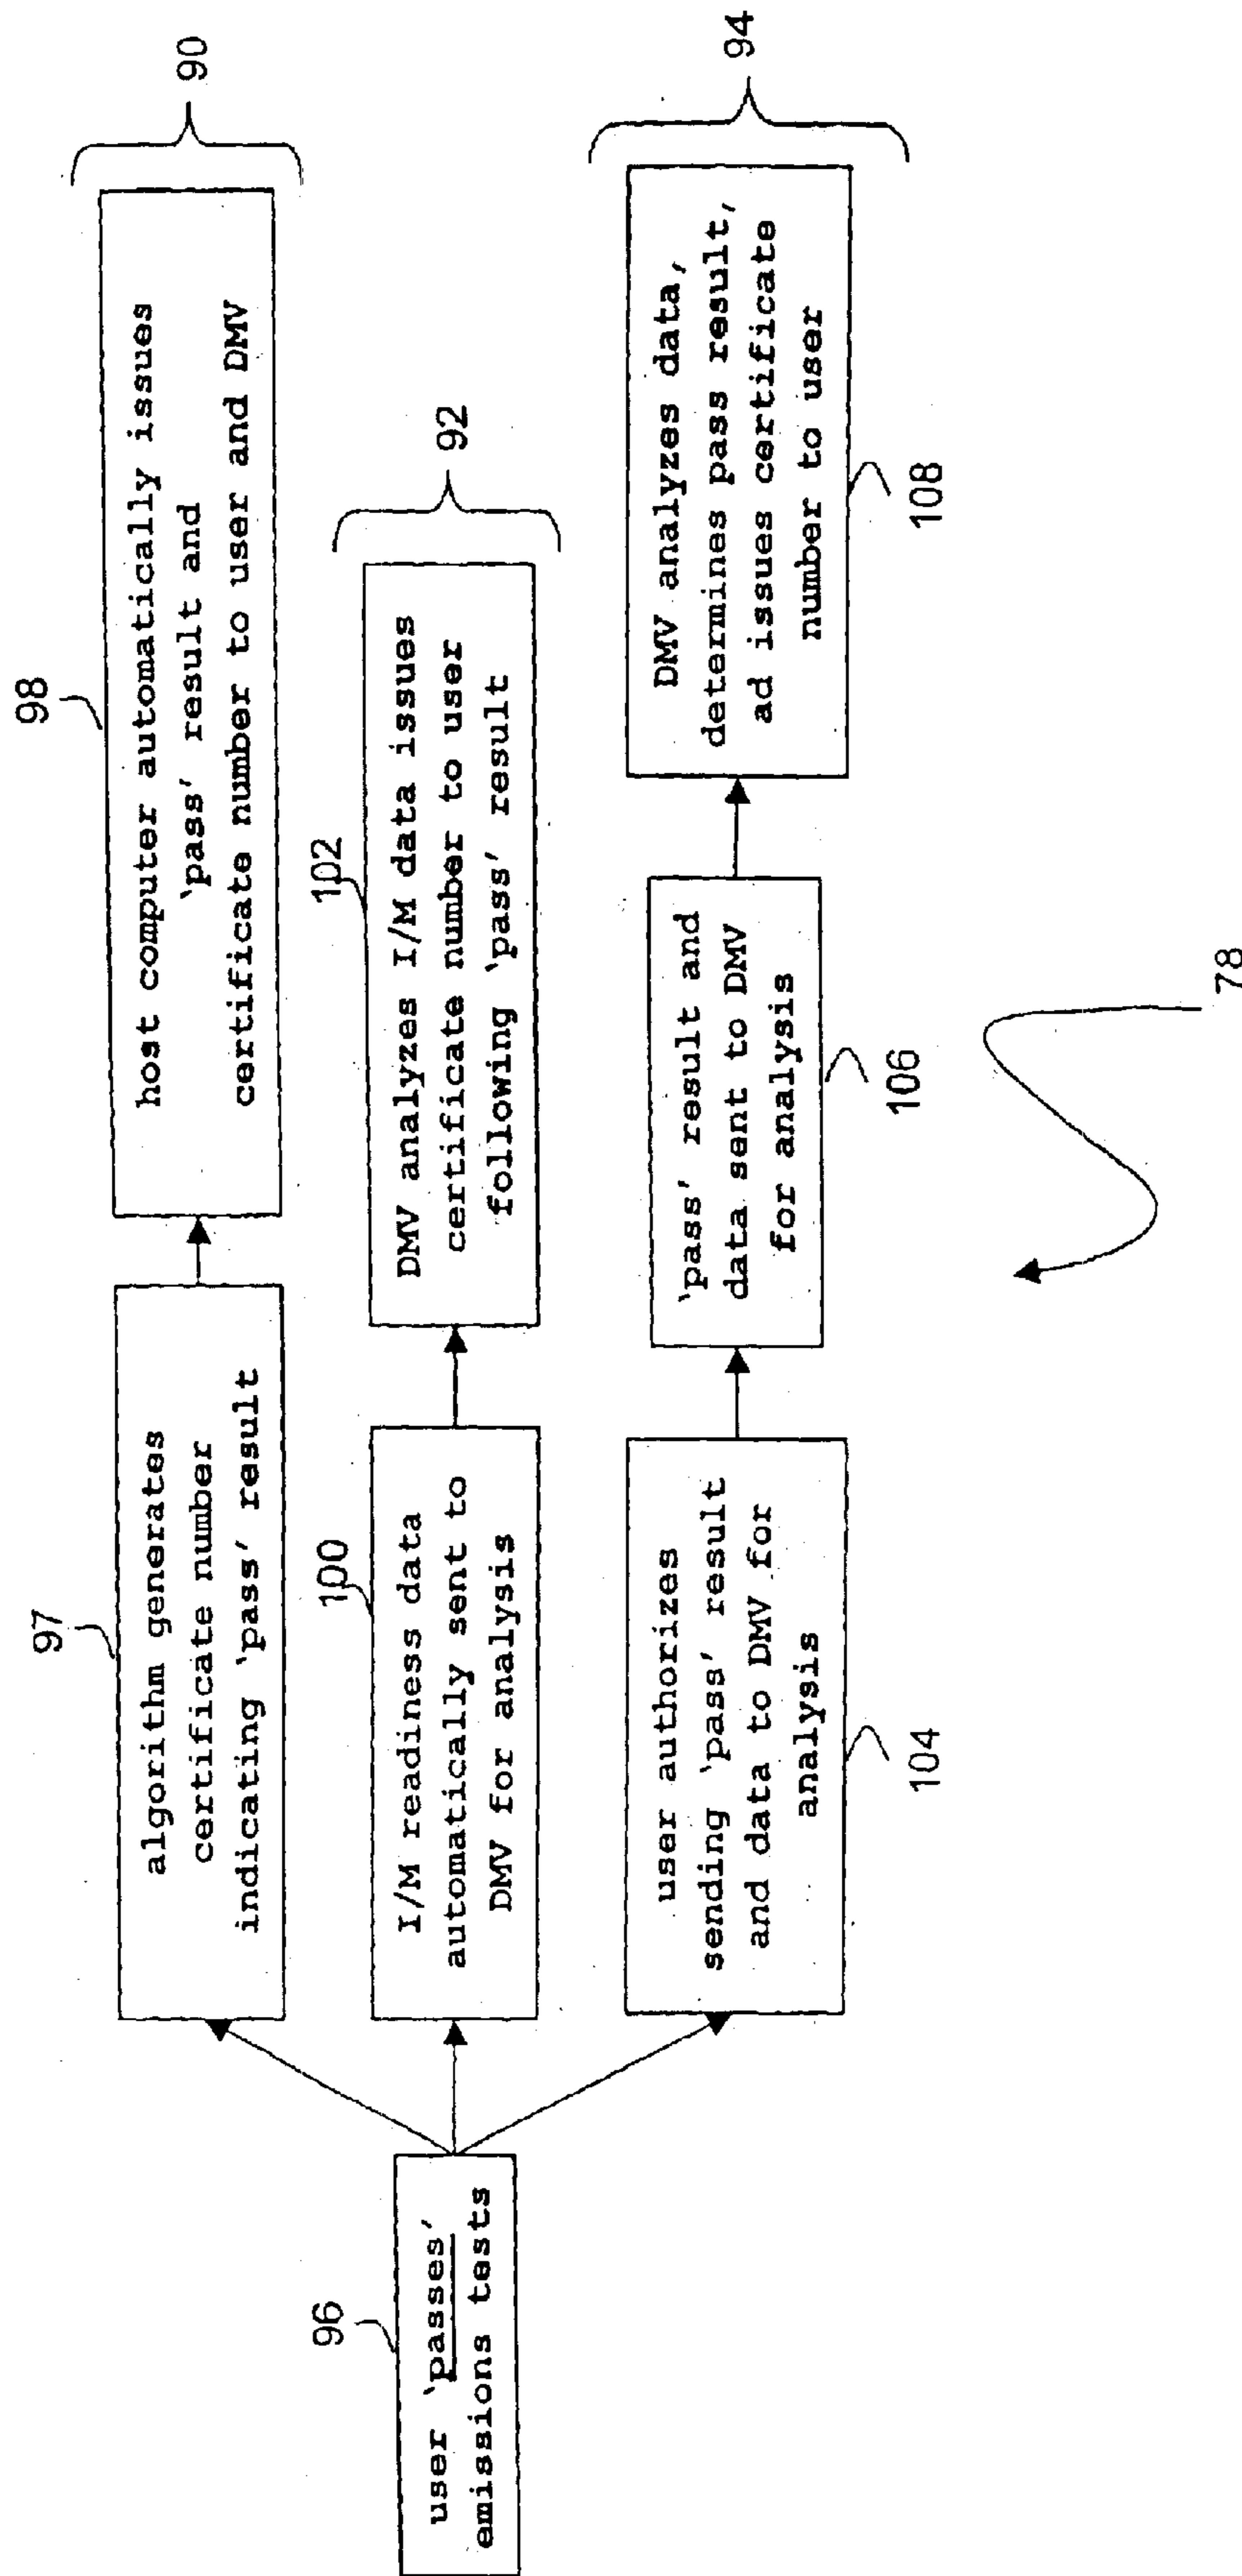 96
user 'passes'
emissions tests
97
algorithm generates
certificate number
indicating 'pass' result
98
host computer automatically issues
'pass' result and
certificate number to user and DMV
90
100
I/M readiness data
automatically sent to
DMV for analysis
102
DMV analyzes I/M data issues
certificate number to user
following 'pass' result
92
user authorizes
sending 'pass' result
and data to DMV for
analysis
104
'pass' result and
data sent to DMV
for analysis
106
DMV analyzes data,
determines pass result,
ad issues certificate
number to user
108
94
78